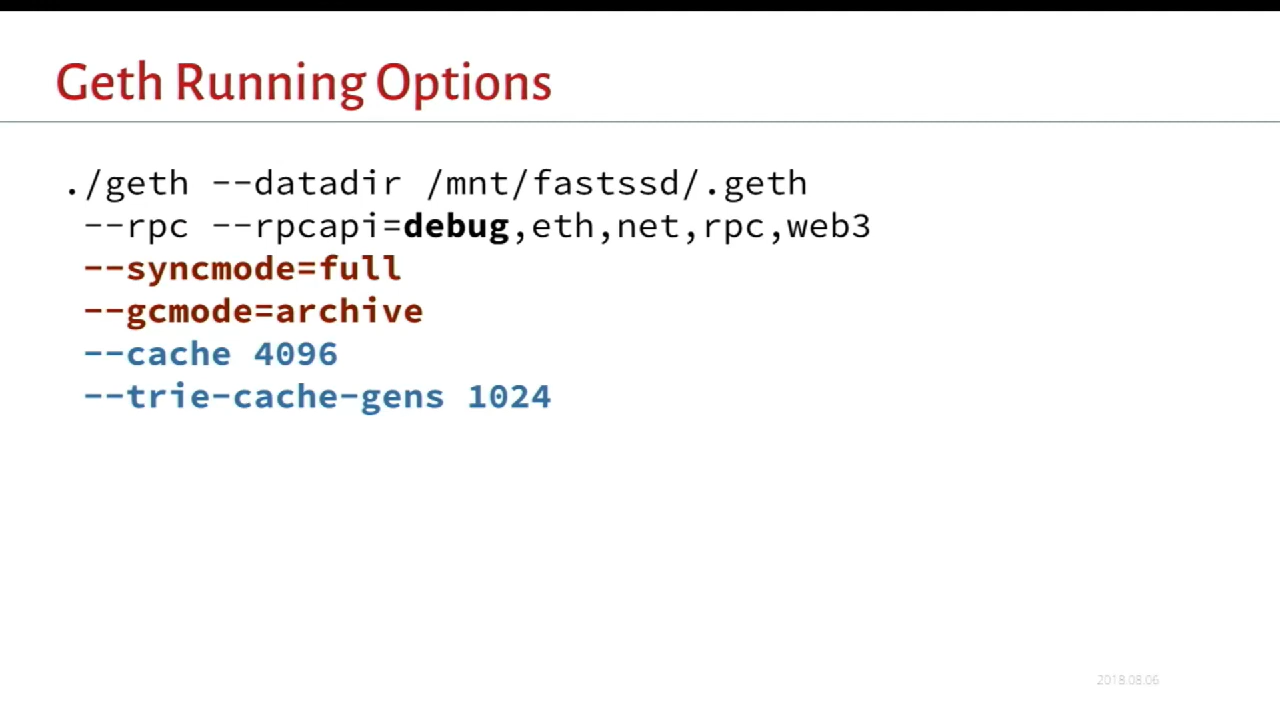 Geth Running Options
./geth --datadir /mnt/fastssd/.geth
--rpc --rpcapi=debug,eth,net,rpc,web3
--syncmode=full
--gcmode=archive
--cache 4096
--trie-cache-gens 1024
2018.08.06